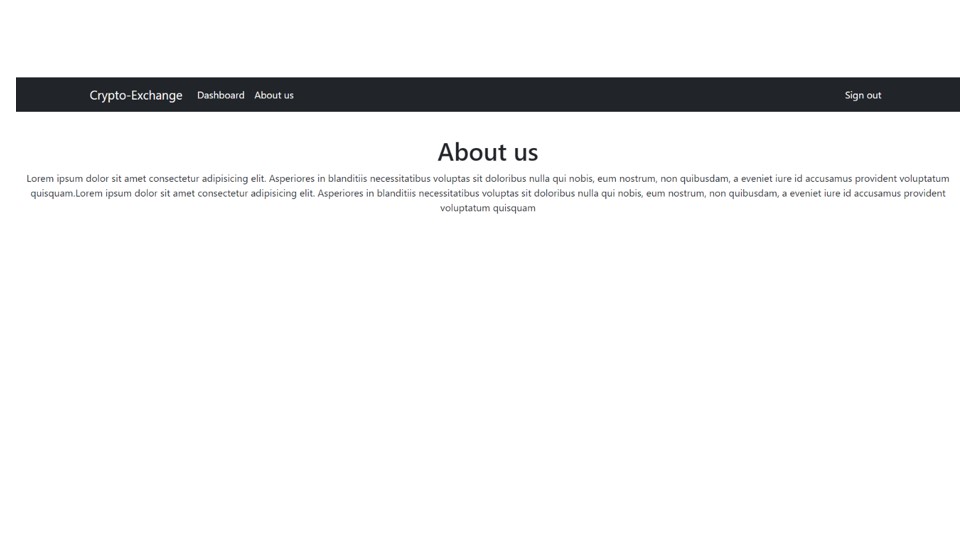 Crypto-Exchange Dashboard About us Sign out
About us
Lorem ipsum dolor sit amet consectetur adipisicing elit. Asperiores in blanditiis necessitatibus voluptas sit doloribus nulla qui nobis, eum nostrum, non quibusdam, a eveniet iure id accusamus provident voluptatum
quisquam.Lorem ipsum dolor sit amet consectetur adipisicing elit. Asperiores in blanditiis necessitatibus voluptas sit doloribus nulla qui nobis, eum nostrum, non quibusdam, a eveniet iure id accusamus provident
voluptatum quisquam